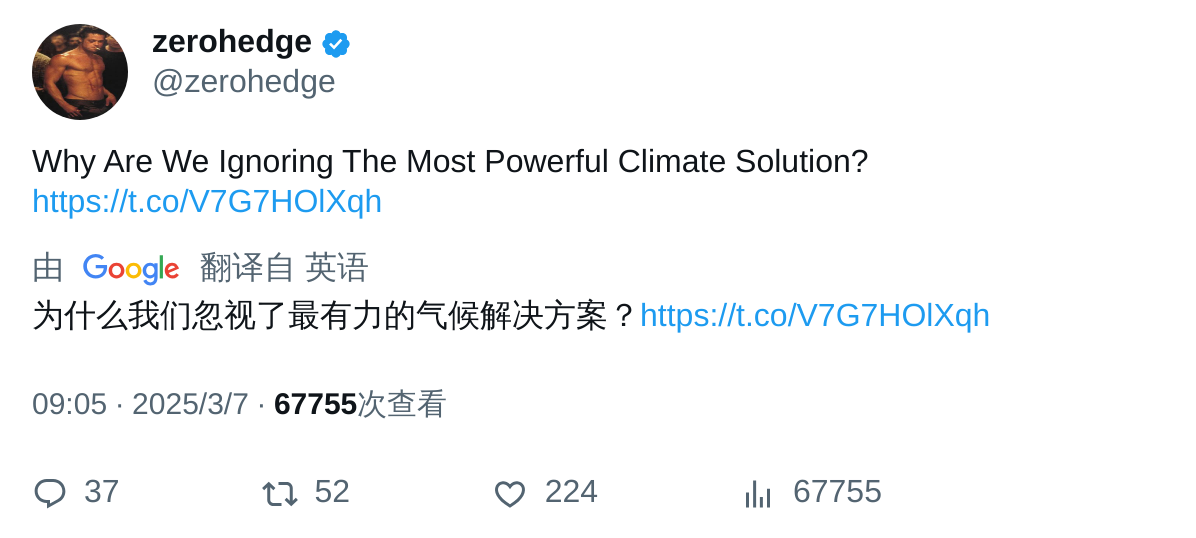 zerohedge
@zerohedge
Why Are We Ignoring The Most Powerful Climate Solution?
https://t.co/V7G7HOlXqh
由 Google 翻译自 英语
为什么我们忽视了最有力的气候解决方案？https://t.co/V7G7HOlXqh
09:05 · 2025/3/7 · 67755次查看
37 52 224 67755